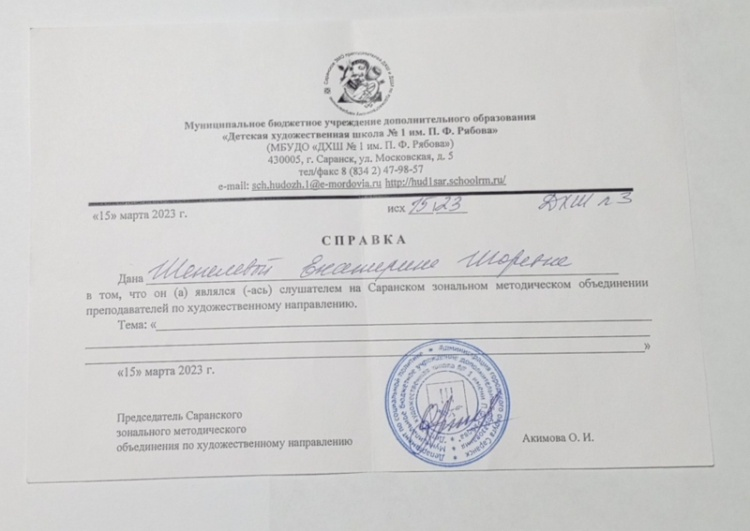 Муниципальное бюджетное учреждение дополнительного образования
«Детская художественная школа № 1 им. П. Ф. Рябова»
(МБУДО «ДХШ № 1 им. П. Ф. Рябова»)
430005, г. Саранск, ул. Московская, д. 5
тел/факс 8 (834 2) 47-98-57
e-mail: sch.hudozh.1@e-mordovia.ru http://hud1sar.schoolrm.ru/
«15» марта 2023 г. исх 15.23 ДХШ №3
СПРАВКА
Дана Шепелевой Екатерине
в том, что он (а) являлся (-ась) слушателем на Саранском зональном методическом объединении
преподавателей по художественному направлению.
Тема: «
»
«15» марта 2023 г.
Председатель Саранского
зонального методического
объединения по художественному направлению Акимова О. И.